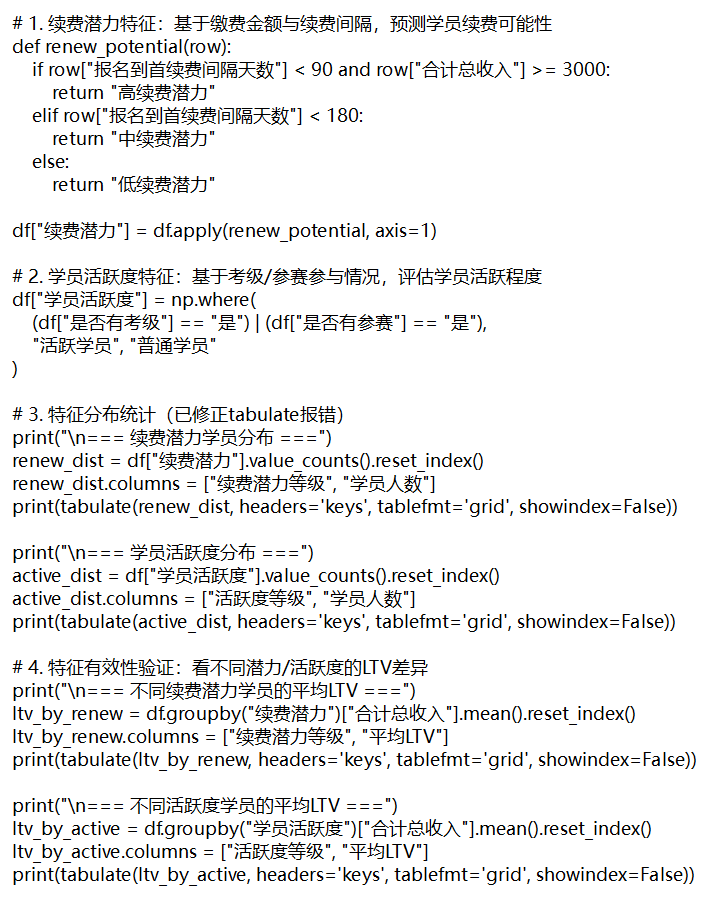 # 1. 续费潜力特征：基于缴费金额与续费间隔，预测学员续费可能性
def renew_potential(row):
    if row["报名到首续费间隔天数"] < 90 and row["合计总收入"] >= 3000:
        return "高续费潜力"
    elif row["报名到首续费间隔天数"] < 180:
        return "中续费潜力"
    else:
        return "低续费潜力"

df["续费潜力"] = df.apply(renew_potential, axis=1)

# 2. 学员活跃度特征：基于考级/参赛参与情况，评估学员活跃程度
df["学员活跃度"] = np.where(
    (df["是否有考级"] == "是") | (df["是否有参赛"] == "是"),
    "活跃学员", "普通学员"
)

# 3. 特征分布统计（已修正tabulate报错）
print("\n=== 续费潜力学员分布 ===")
renew_dist = df["续费潜力"].value_counts().reset_index()
renew_dist.columns = ["续费潜力等级", "学员人数"]
print(tabulate(renew_dist, headers='keys', tablefmt='grid', showindex=False))

print("\n=== 学员活跃度分布 ===")
active_dist = df["学员活跃度"].value_counts().reset_index()
active_dist.columns = ["活跃度等级", "学员人数"]
print(tabulate(active_dist, headers='keys', tablefmt='grid', showindex=False))

# 4. 特征有效性验证：看不同潜力/活跃度的LTV差异
print("\n=== 不同续费潜力学员的平均LTV ===")
ltv_by_renew = df.groupby("续费潜力")["合计总收入"].mean().reset_index()
ltv_by_renew.columns = ["续费潜力等级", "平均LTV"]
print(tabulate(ltv_by_renew, headers='keys', tablefmt='grid', showindex=False))

print("\n=== 不同活跃度学员的平均LTV ===")
ltv_by_active = df.groupby("学员活跃度")["合计总收入"].mean().reset_index()
ltv_by_active.columns = ["活跃度等级", "平均LTV"]
print(tabulate(ltv_by_active, headers='keys', tablefmt='grid', showindex=False))